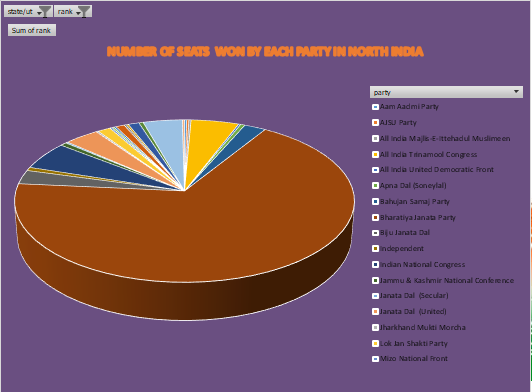 state/ut rank
Sum of rank
NUMBER OF SEATS WON BY EACH PARTY IN NORTH INDIA
party
Aam Aadmi Party
AJSU Party
All India Majlis-E-Ittehadul Muslimeen
All India Trinamool Congress
All India United Democratic Front
Apna Dal (Soneylal)
Bahujan Samaj Party
Bharatiya Janata Party
Biju Janata Dal
Independent
Indian National Congress
Jammu & Kashmir National Conference
Janata Dal (Secular)
Janata Dal (United)
Jharkhand Mukti Morcha
Lok Jan Shakti Party
Mizo National Front